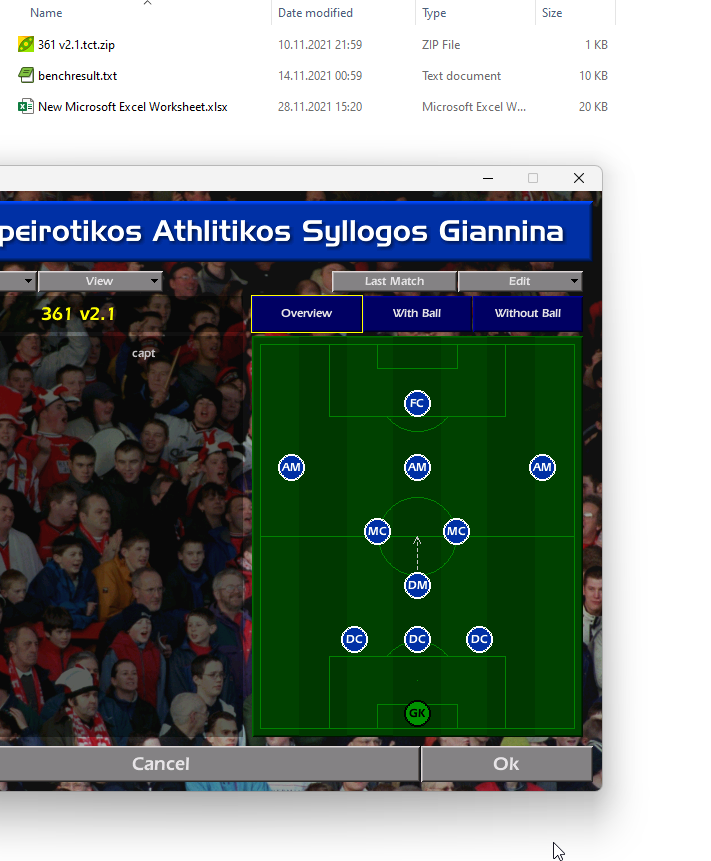 Name Date modified Type Size
361 v2.1.tct.zip 10.11.2021 21:59 ZIP File 1 KB
benchresult.txt 14.11.2021 00:59 Text document 10 KB
New Microsoft Excel Worksheet.xlsx 28.11.2021 15:20 Microsoft Excel W... 20 KB
peirotikos Athlitikos Syllogos Giannina
View Last Match Edit
361 v2.1 Overview With Ball Without Ball
capt
FC
AM AM AM
MC MC
DM
DC DC DC
GK
Cancel Ok